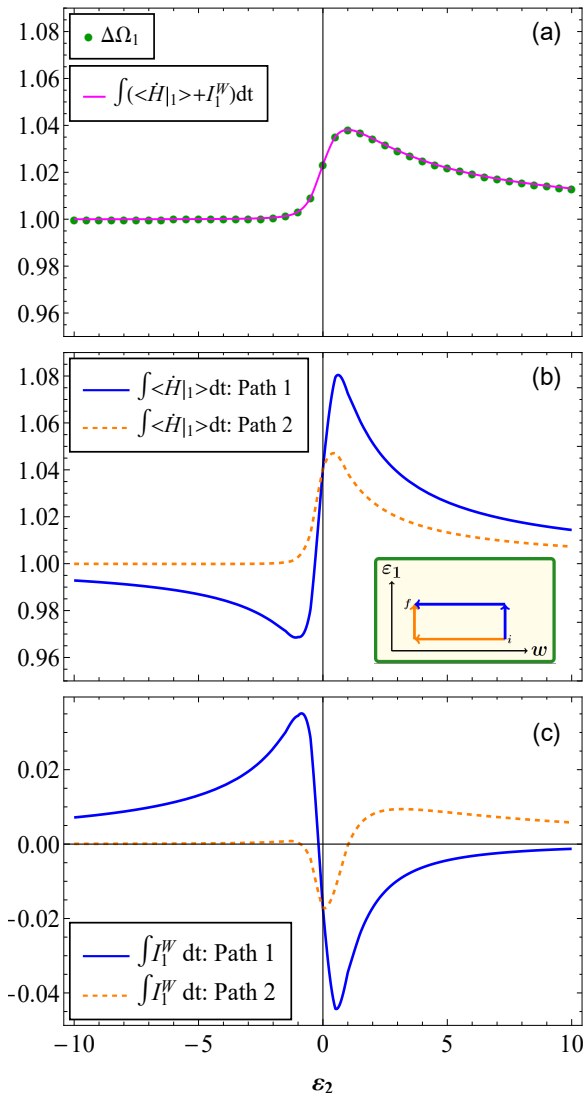 (a)
ΔΩ₁
∫(<Ḣ|₁>+I₁ᵂ)dt
1.08
1.06
1.04
1.02
1.00
0.98
0.96
(b)
∫<Ḣ|₁>dt: Path 1
∫<Ḣ|₁>dt: Path 2
1.08
1.06
1.04
1.02
1.00
0.98
0.96
ε₁
f
i
w
(c)
0.02
0.00
-0.02
-0.04
∫I₁ᵂ dt: Path 1
∫I₁ᵂ dt: Path 2
-10 -5 0 5 10
ε₂